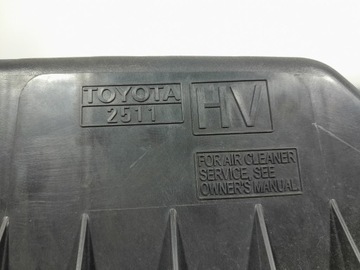 TOYOTA
2511
HV
FOR AIR CLEANER
SERVICE, SEE
OWNER'S MANUAL